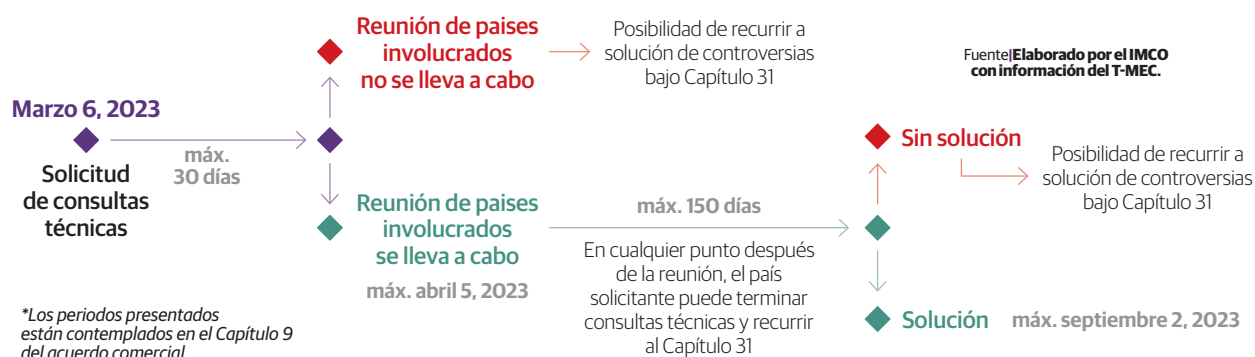 Reunión de paises
involucrados
no se lleva a cabo
Posibilidad de recurrir a
solución de controversias
bajo Capítulo 31
Fuente|Elaborado por el IMCO
con información del T-MEC.
Marzo 6, 2023
máx.
30 días
Solicitud
de consultas
técnicas
Reunión de paises
involucrados
se lleva a cabo
máx. abril 5, 2023
máx. 150 días
En cualquier punto después
de la reunión, el país
solicitante puede terminar
consultas técnicas y recurrir
al Capítulo 31
Sin solución
Posibilidad de recurrir a
solución de controversias
bajo Capítulo 31
Solución
máx. septiembre 2, 2023
*Los periodos presentados
están contemplados en el Capítulo 9
del acuerdo comercial